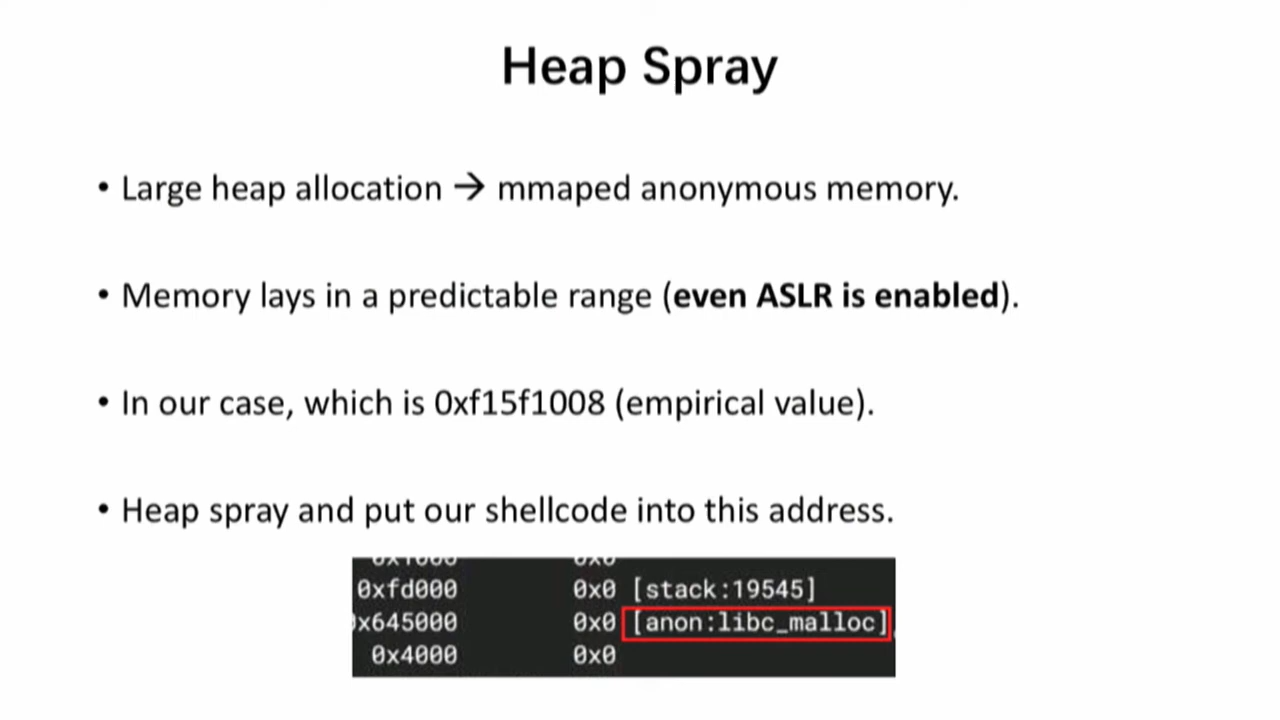 Heap Spray
• Large heap allocation → mmaped anonymous memory.
• Memory lays in a predictable range (even ASLR is enabled).
• In our case, which is 0xf15f1008 (empirical value).
• Heap spray and put our shellcode into this address.
0xfd000 0x0 [stack:19545]
x645000 0x0 [anon:libc_malloc]
0x4000 0x0